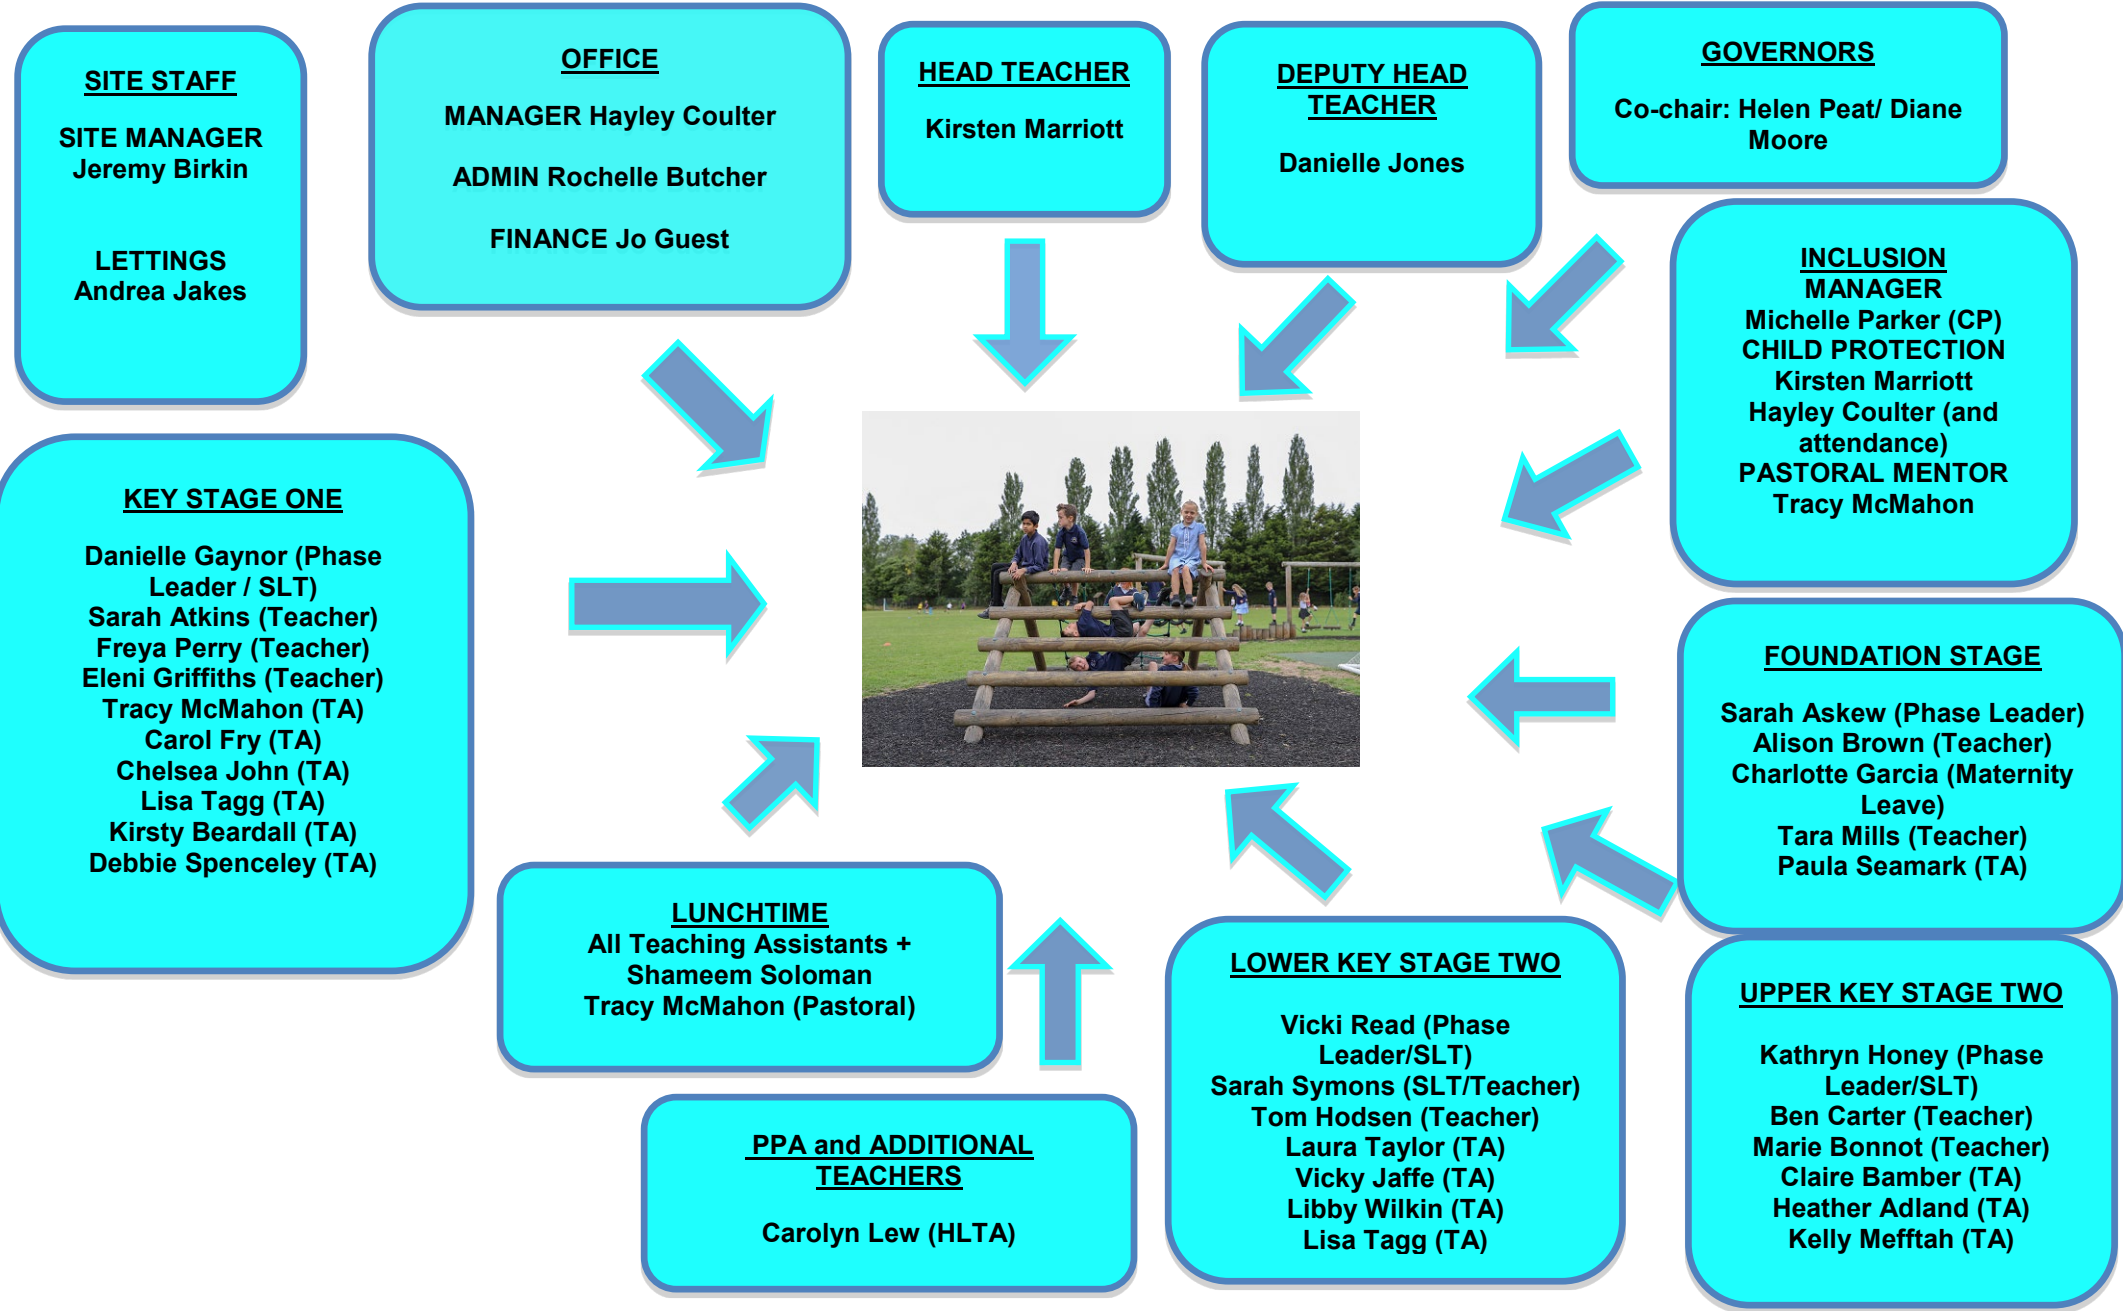 SITE STAFF
SITE MANAGER
Jeremy Birkin
LETTINGS
Andrea Jakes
OFFICE
MANAGER Hayley Coulter
ADMIN Rochelle Butcher
FINANCE Jo Guest
HEAD TEACHER
Kirsten Marriott
DEPUTY HEAD
TEACHER
Danielle Jones
GOVERNORS
Co-chair: Helen Peat/ Diane
Moore
INCLUSION
MANAGER
Michelle Parker (CP)
CHILD PROTECTION
Kirsten Marriott
Hayley Coulter (and
attendance)
PASTORAL MENTOR
Tracy McMahon
KEY STAGE ONE
Danielle Gaynor (Phase
Leader / SLT)
Sarah Atkins (Teacher)
Freya Perry (Teacher)
Eleni Griffiths (Teacher)
Tracy McMahon (TA)
Carol Fry (TA)
Chelsea John (TA)
Lisa Tagg (TA)
Kirsty Beardall (TA)
Debbie Spenceley (TA)
FOUNDATION STAGE
Sarah Askew (Phase Leader)
Alison Brown (Teacher)
Charlotte Garcia (Maternity
Leave)
Tara Mills (Teacher)
Paula Seamark (TA)
LUNCHTIME
All Teaching Assistants +
Shameem Soloman
Tracy McMahon (Pastoral)
PPA and ADDITIONAL
TEACHERS
Carolyn Lew (HLTA)
LOWER KEY STAGE TWO
Vicki Read (Phase
Leader/SLT)
Sarah Symons (SLT/Teacher)
Tom Hodsen (Teacher)
Laura Taylor (TA)
Vicky Jaffe (TA)
Libby Wilkin (TA)
Lisa Tagg (TA)
UPPER KEY STAGE TWO
Kathryn Honey (Phase
Leader/SLT)
Ben Carter (Teacher)
Marie Bonnot (Teacher)
Claire Bamber (TA)
Heather Adland (TA)
Kelly Mefftah (TA)